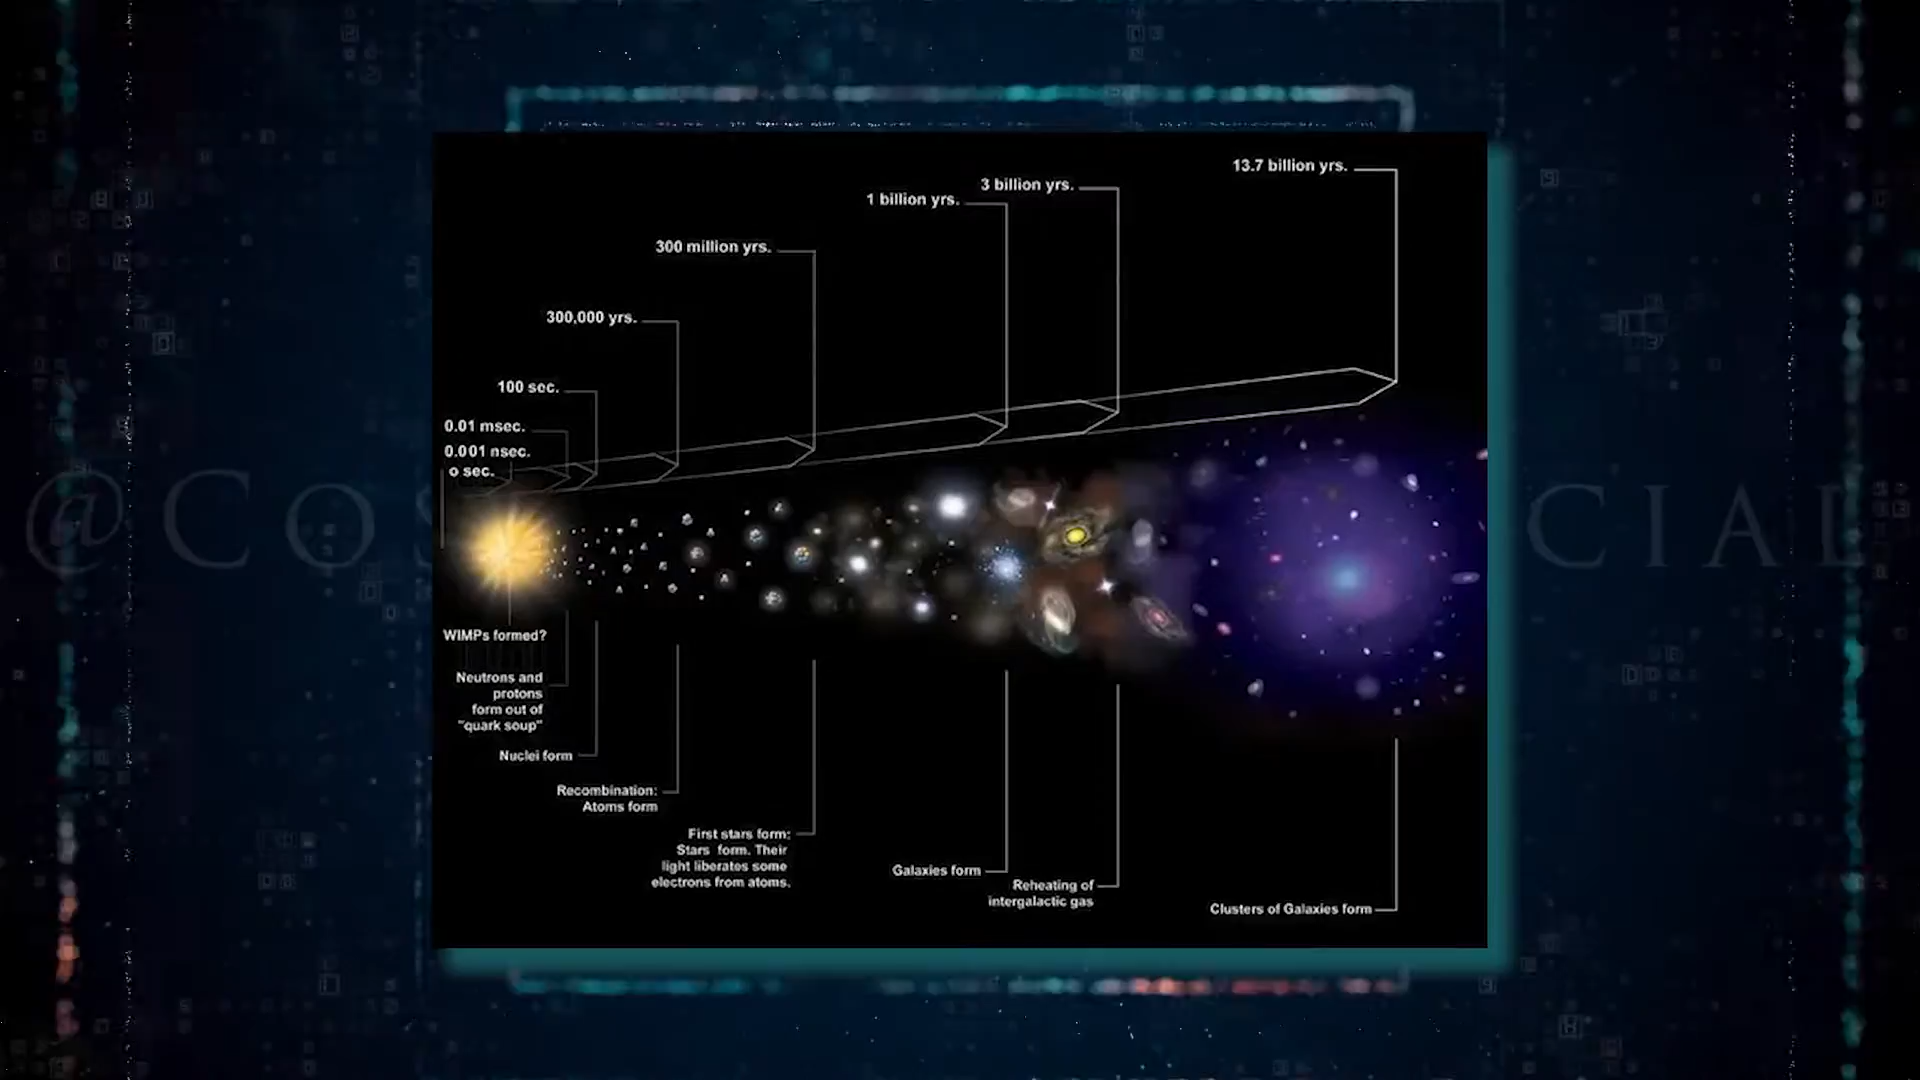 13.7 billion yrs.
3 billion yrs.
1 billion yrs.
300 million yrs.
300,000 yrs.
100 sec.
0.01 msec.
0.001 nsec.
o sec.
@COS
CIAL
WIMPs formed?
Neutrons and
protons
form out of
"quark soup"
Nuclei form
Recombination:
Atoms form
First stars form:
Stars form. Their
light liberates some
electrons from atoms.
Galaxies form
Reheating of
intergalactic gas
Clusters of Galaxies form